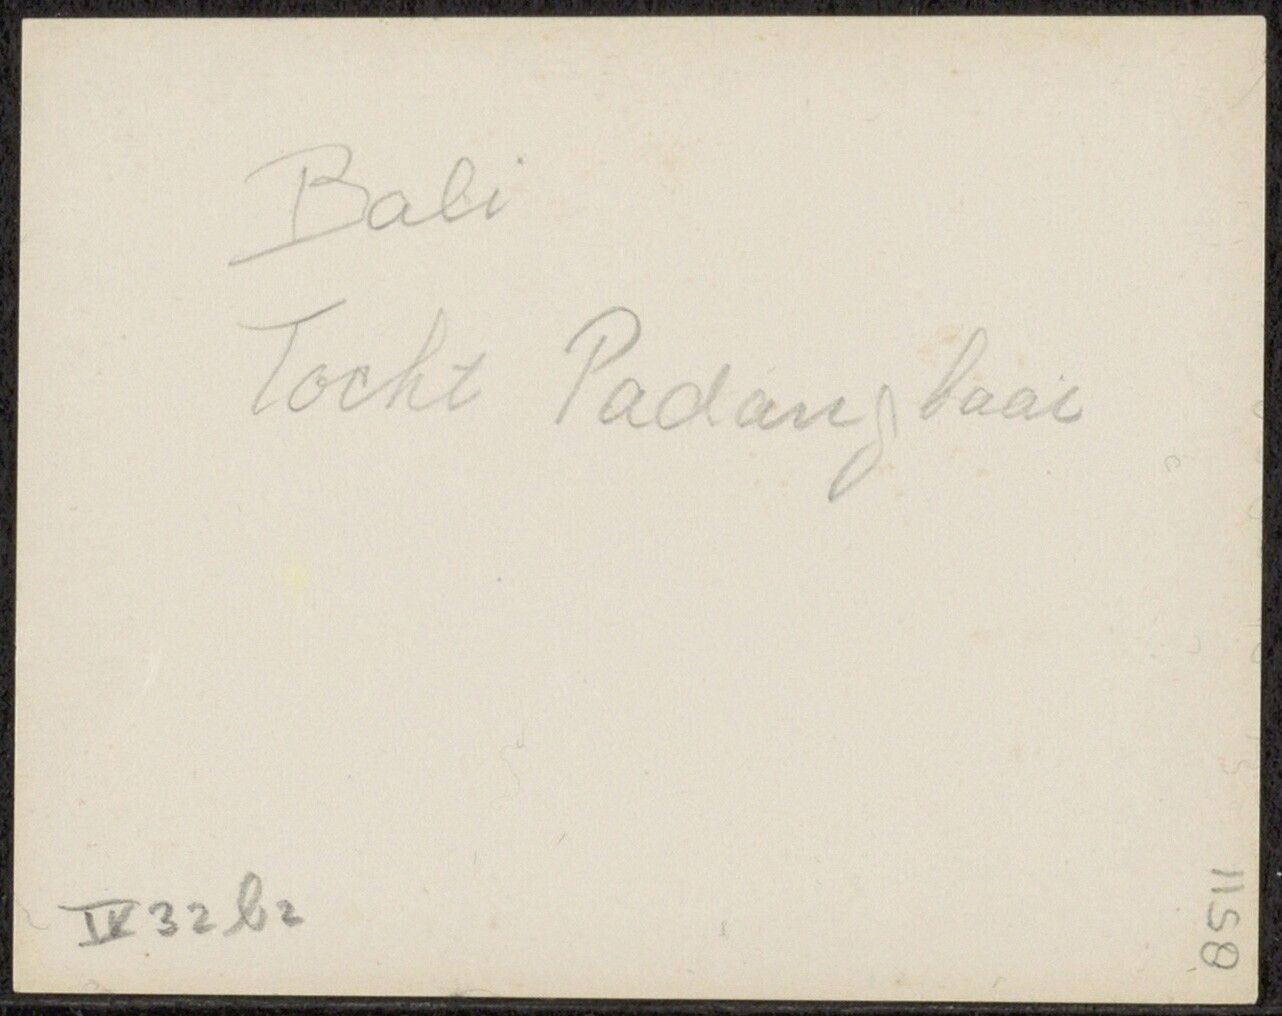 Bali
Tocht Padangbaai
IV 32 b2
1158